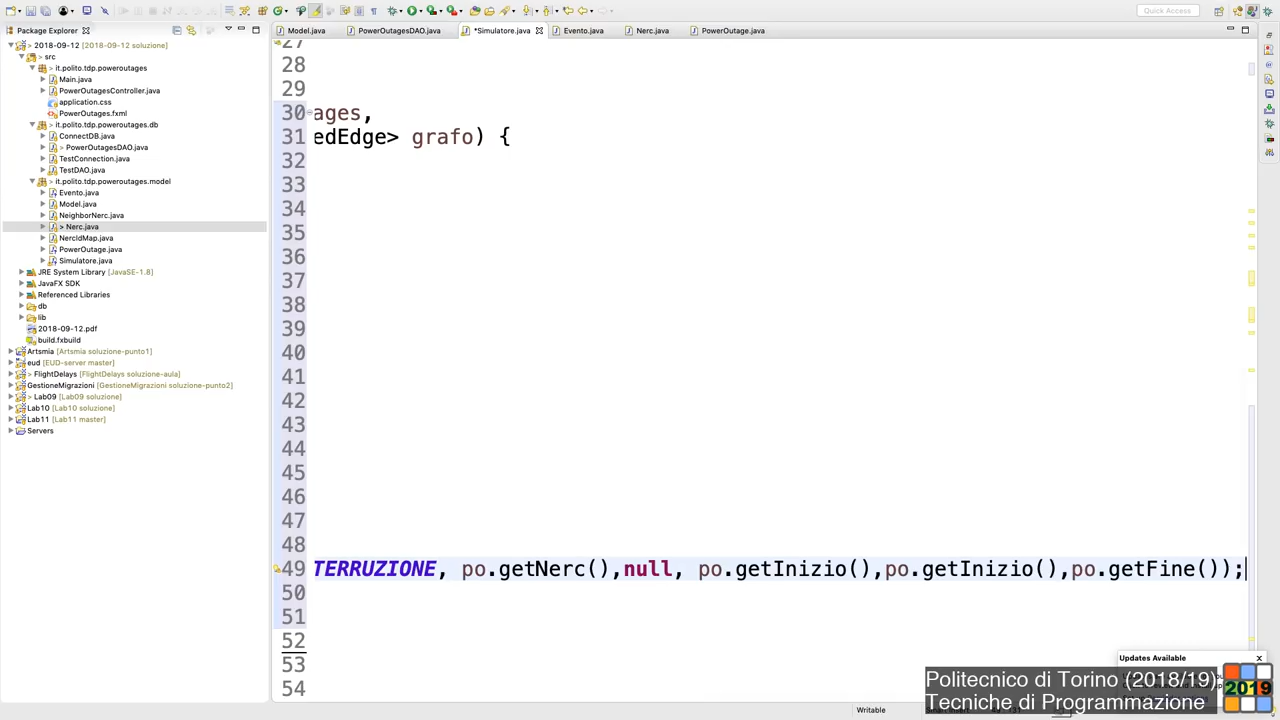 Quick Access
Package Explorer
Model.java
PowerOutagesDAO.java
*Simulatore.java
Event.java
Nerc.java
PowerOutage.java
> 2018-09-12 [2018-09-12 soluzione]
> src
> it.polito.tdp.poweroutages
Main.java
PowerOutagesController.java
application.css
PowerOutages.fxml
> it.polito.tdp.poweroutages.db
ConnectDB.java
> PowerOutagesDAO.java
TestConnection.java
TestDAO.java
> it.polito.tdp.poweroutages.model
Evento.java
Model.java
NeighborNerc.java
> Nerc.java
NercIdMap.java
PowerOutage.java
Simulatore.java
JRE System Library [JavaSE-1.8]
JavaFX SDK
Referenced Libraries
db
lib
2018-09-12.pdf
build.fxbuild
Artsmia [Artsmia soluzione-punto1]
eud [EUD-server master]
> FlightDelays [FlightDelays soluzione-aula]
GestioneMigrazioni [GestioneMigrazioni soluzione-punto2]
> Lab09 [Lab09 soluzione]
Lab10 [Lab10 soluzione]
Lab11 [Lab11 master]
Servers
27
28
29
30 ages,
31 edEdge> grafo) {
32
33
34
35
36
37
38
39
40
41
42
43
44
45
46
47
48
49 TERRUZIONE, po.getNerc(),null, po.getInizio(),po.getInizio(),po.getFine());
50
51
52
53
54
Updates Available
Politecnico di Torino (2018/19)
Tecniche di Programmazione
2019
Writable